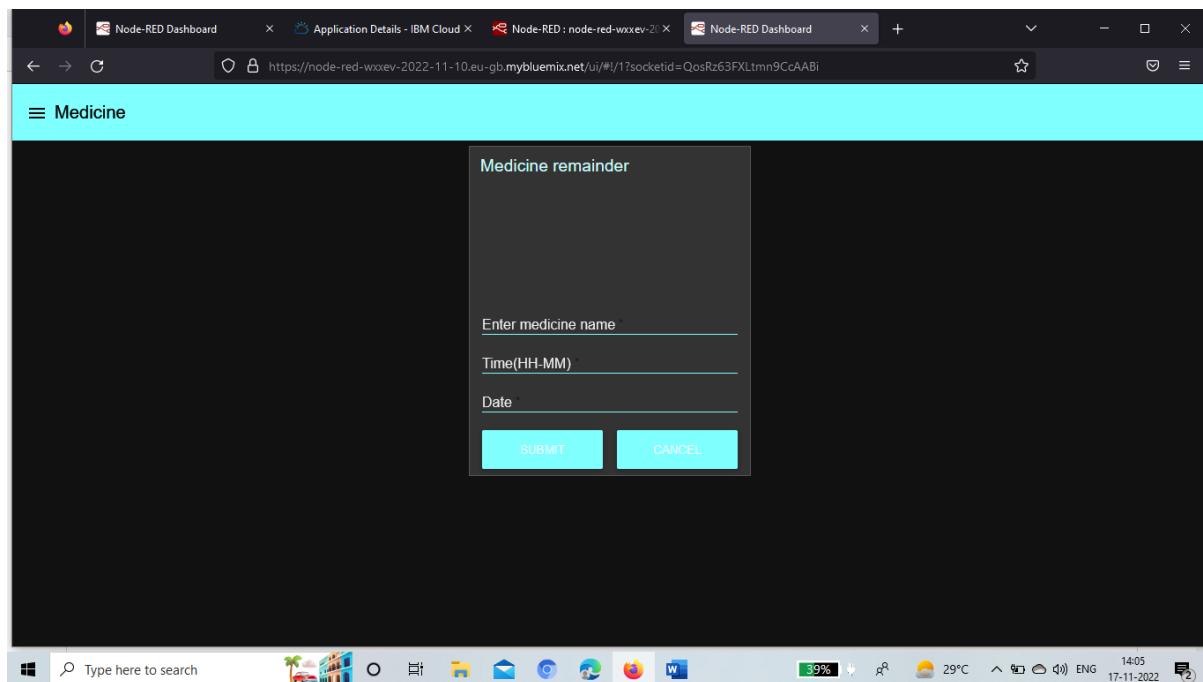 Node-RED Dashboard
Application Details - IBM Cloud
Node-RED : node-red-wxxev-20
Node-RED Dashboard
https://node-red-wxxev-2022-11-10.eu-gb.mybluemix.net/ui/#!/1?socketid=QosRz63FXLtmn9CcAABi
Medicine
Medicine remainder
Enter medicine name *
Time(HH-MM) *
Date *
SUBMIT
CANCEL
Type here to search
W
39%
29°C
ENG
14:05
17-11-2022
2